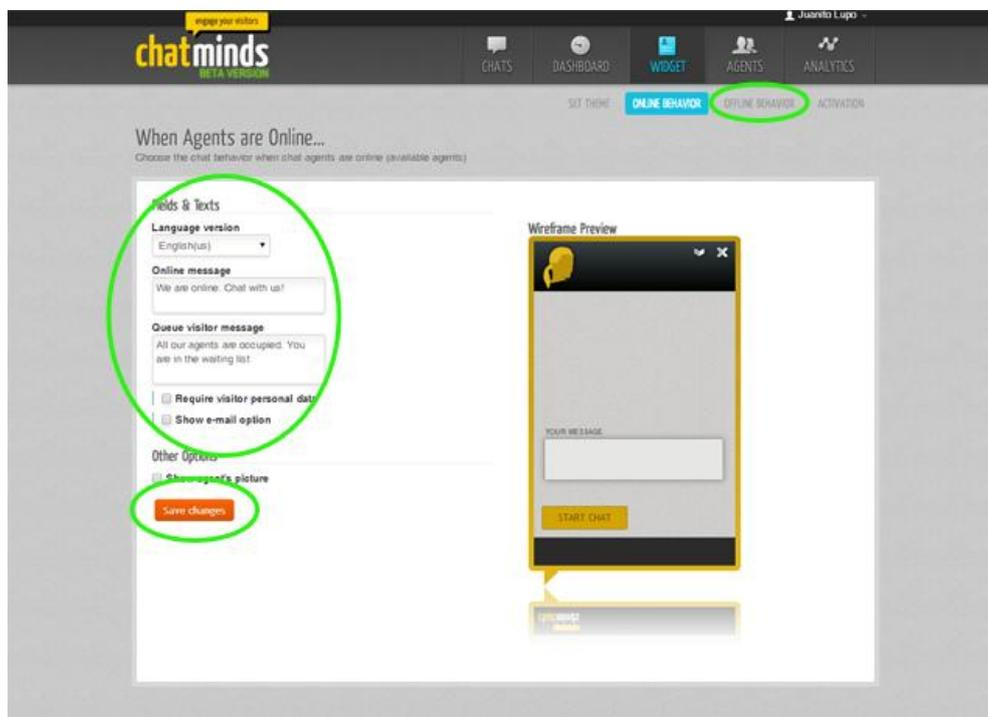 engage your visitors
Juanito Lupo
chatminds
BETA VERSION
CHATS DASHBOARD WIDGET AGENTS ANALYTICS
SET THEME ONLINE BEHAVIOR OFFLINE BEHAVIOR ACTIVATION
When Agents are Online...
Choose the chat behavior when chat agents are online (available agents)
Fields & Texts
Language version
English(us)
Online message
We are online. Chat with us!
Queue visitor message
All our agents are occupied. You
are in the waiting list
Require visitor personal data
Show e-mail option
Other Options
Show agent's picture
Save changes
Wireframe Preview
YOUR MESSAGE
START CHAT